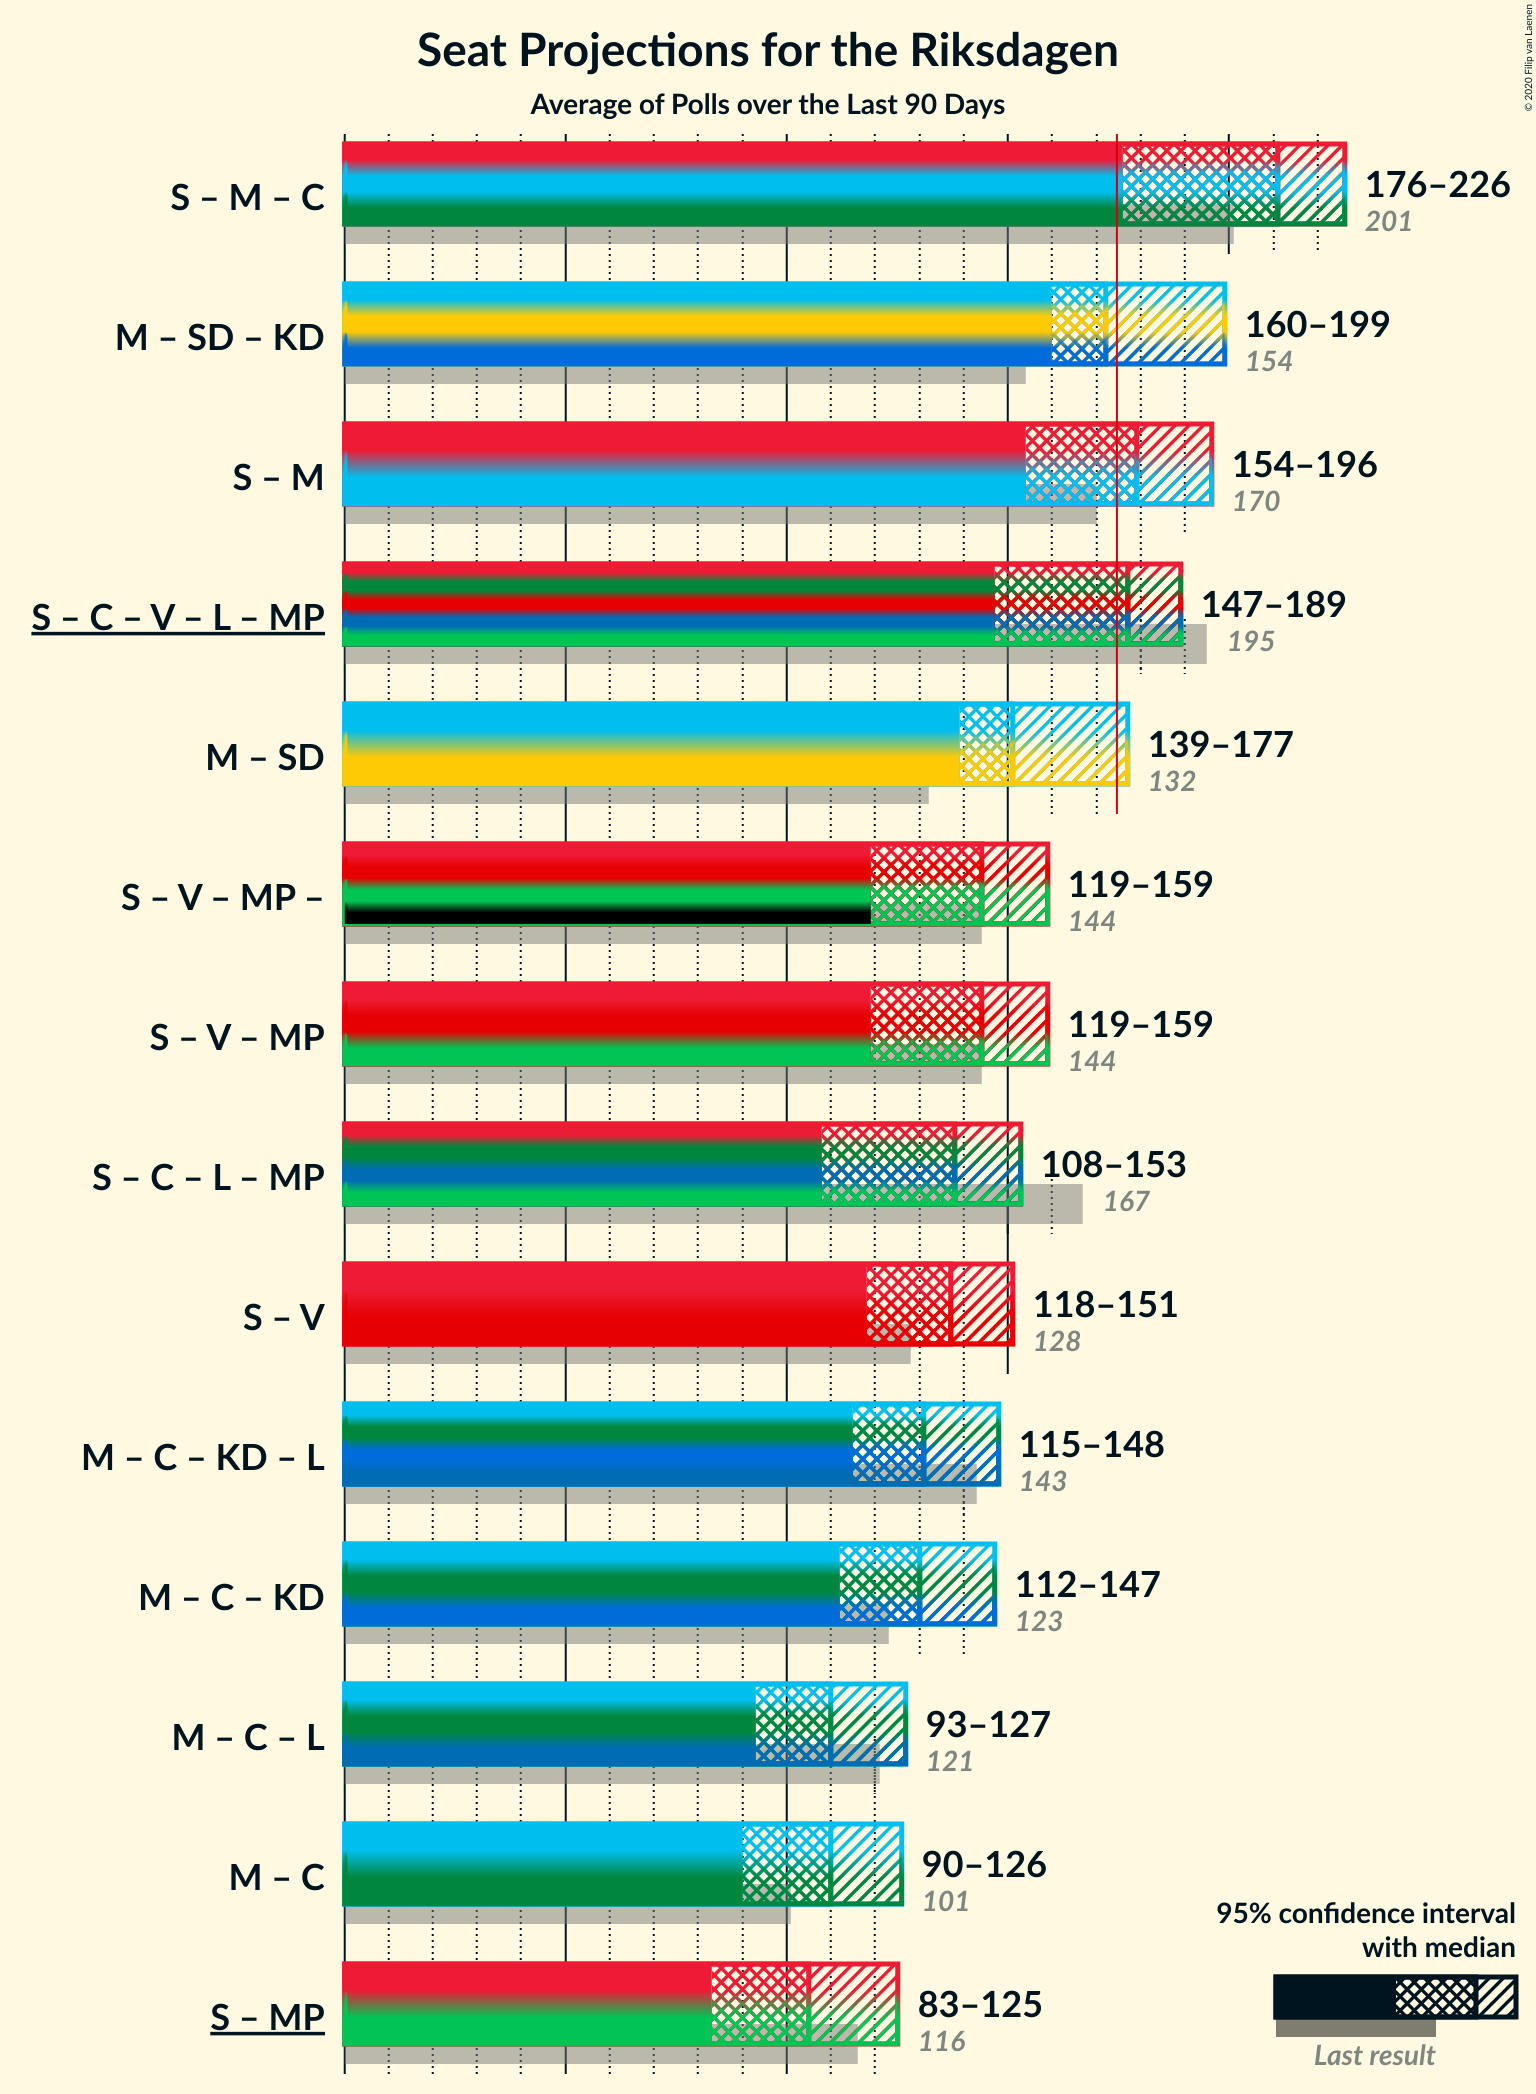 Seat Projections for the Riksdagen
Average of Polls over the Last 90 Days
© 2020 Filip van Laenen
S – M – C
176–226
201
M – SD – KD
160–199
154
S – M
154–196
170
S – C – V – L – MP
147–189
195
M – SD
139–177
132
S – V – MP –
119–159
144
S – V – MP
119–159
144
S – C – L – MP
108–153
167
S – V
118–151
128
M – C – KD – L
115–148
143
M – C – KD
112–147
123
M – C – L
93–127
121
M – C
90–126
101
S – MP
83–125
116
95% confidence interval
with median
Last result